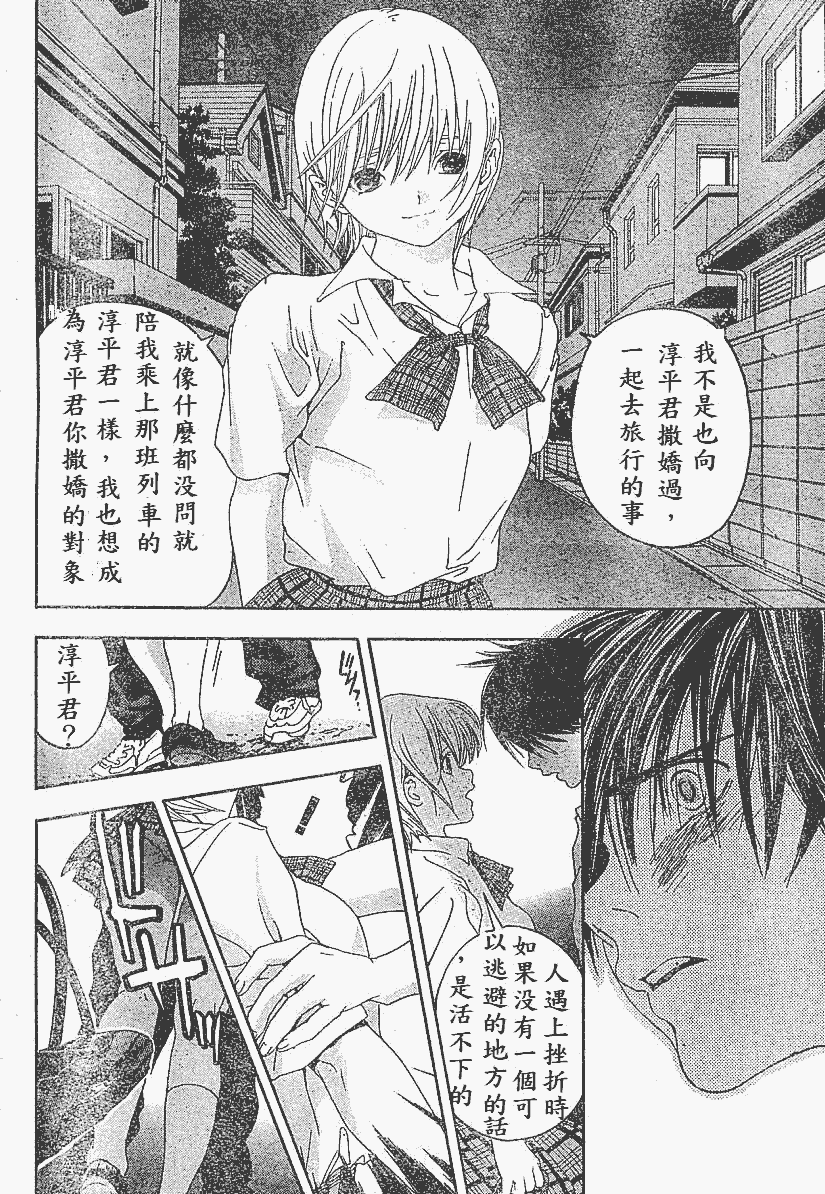 我不是也向
淳平君撒嬌過，
一起去旅行的事
就像什麼都没問就
陪我乘上那班列車的
淳平君一樣，我也想成
為淳平君你撒嬌的對象
人遇上挫折時
如果没有一個可
以逃避的地方的話
，是活不下的
淳平君？